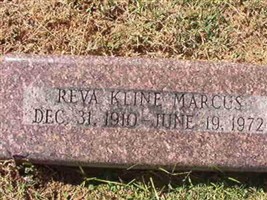 REVA KLINE MARCUS
DEC. 31, 1910 - JUNE 19, 1972